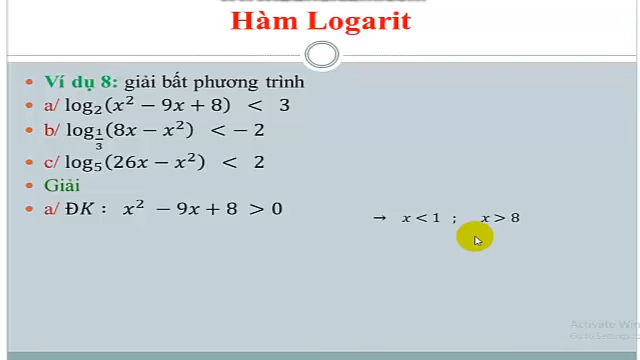 Hàm Logarit
• Ví dụ 8: giải bất phương trình
• a/ log₂(x² − 9x + 8) < 3
• b/ log_{1/3}(8x − x²) < − 2
• c/ log₅(26x − x²) < 2
• Giải
• a/ ĐK : x² − 9x + 8 > 0 → x < 1 ; x > 8
Activate Win